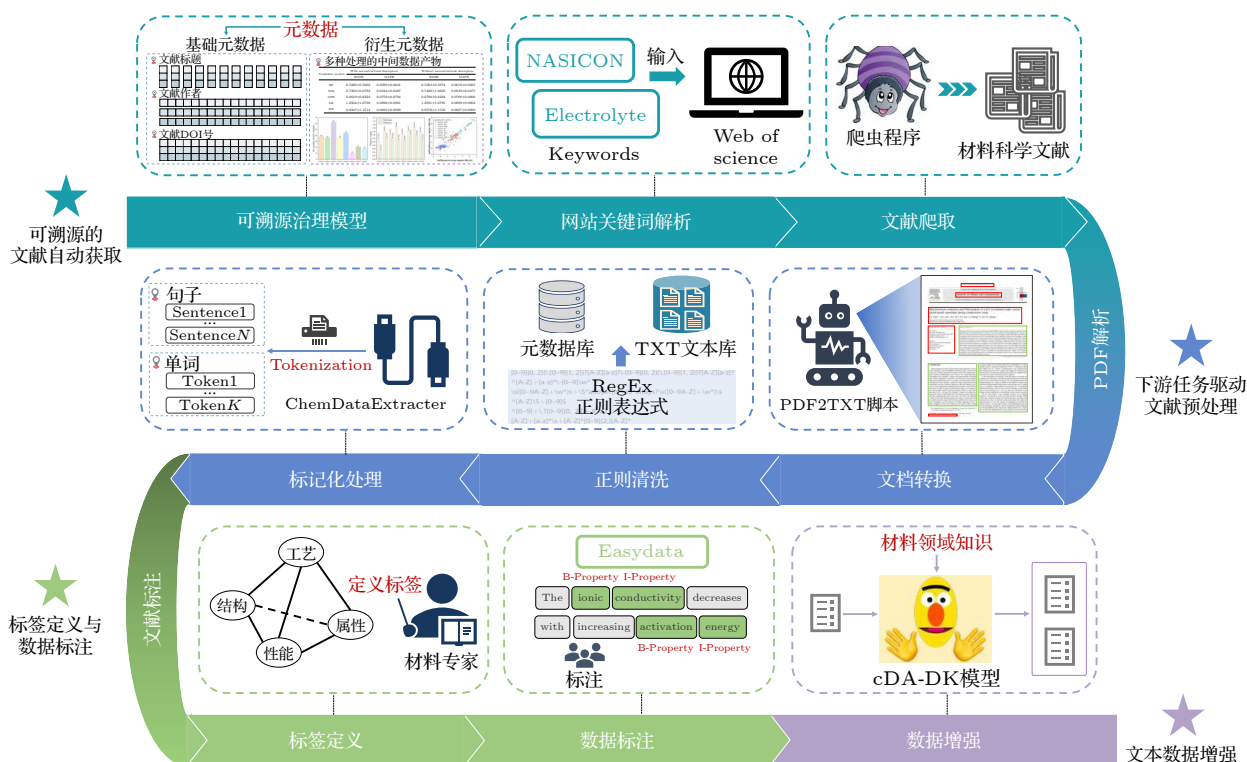 元数据
基础元数据
衍生元数据
文献标题
文献作者
文献DOI号
多种处理的中间数据产物
NASICON
Electrolyte
Keywords
输入
Web of
science
爬虫程序
材料科学文献
可溯源的
文献自动获取
可溯源治理模型
网站关键词解析
文献爬取
句子
Sentence1
...
SentenceN
单词
Token1
...
TokenK
Tokenization
ChemDataExtracter
元数据库
TXT文本库
RegEx
正则表达式
PDF2TXT脚本
PDF解析
下游任务驱动
文献预处理
标记化处理
正则清洗
文档转换
文献标注
标签定义与
数据标注
工艺
结构
属性
性能
定义标签
材料专家
Easydata
B-Property I-Property
The ionic conductivity decreases
with increasing activation energy
B-Property I-Property
标注
材料领域知识
cDA-DK模型
标签定义
数据标注
数据增强
文本数据增强